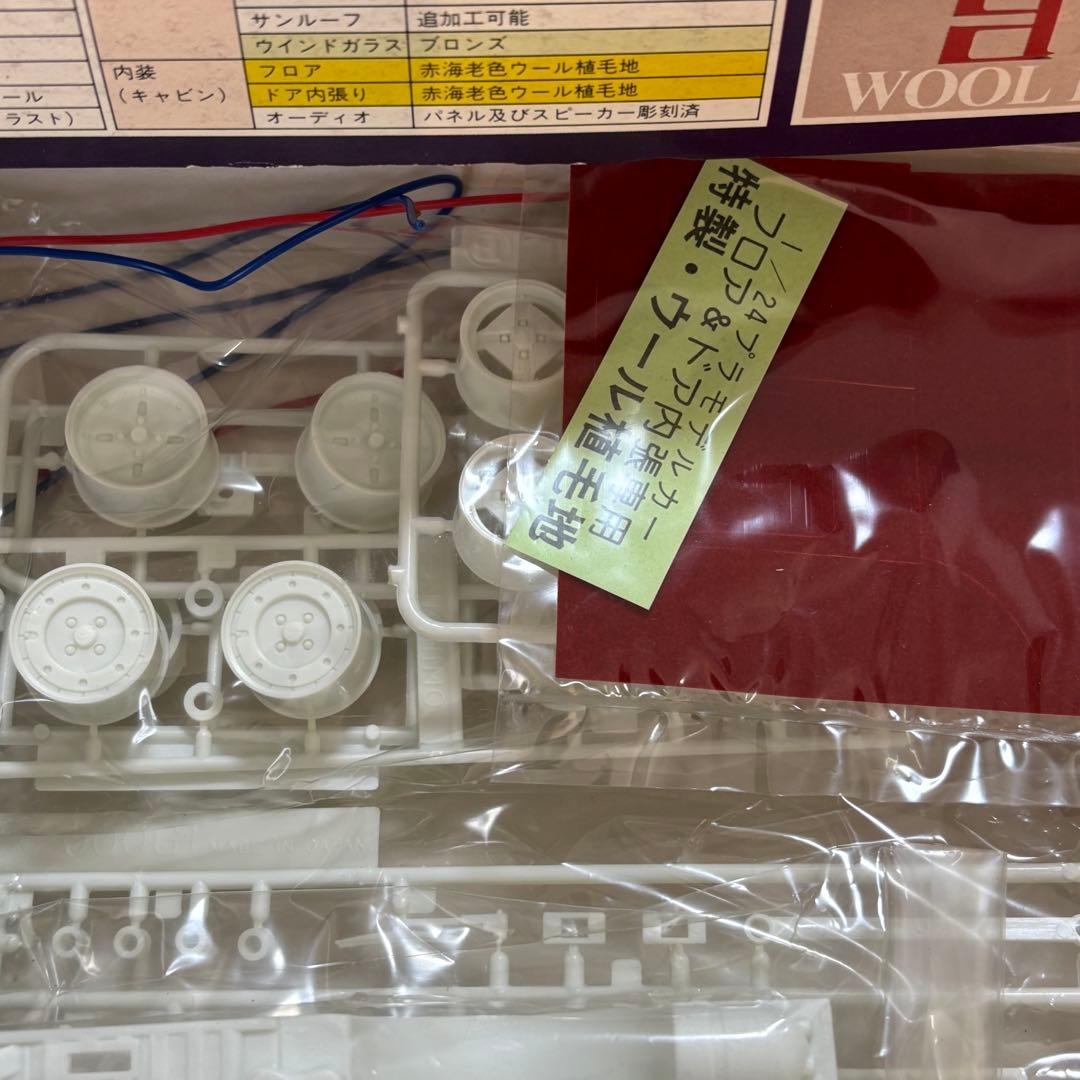 サンルーフ 追加工可能
ウインドガラス ブロンズ
内装
(キャビン)
フロア 赤海老色ウール植毛地
ドア内張り 赤海老色ウール植毛地
オーディオ パネル及びスピーカー彫刻済
ール
ラスト)
WOOL
1/24プラモデルカー
フロア&ドア内張専用
特製・ウール植毛地
MADE IN JAPAN